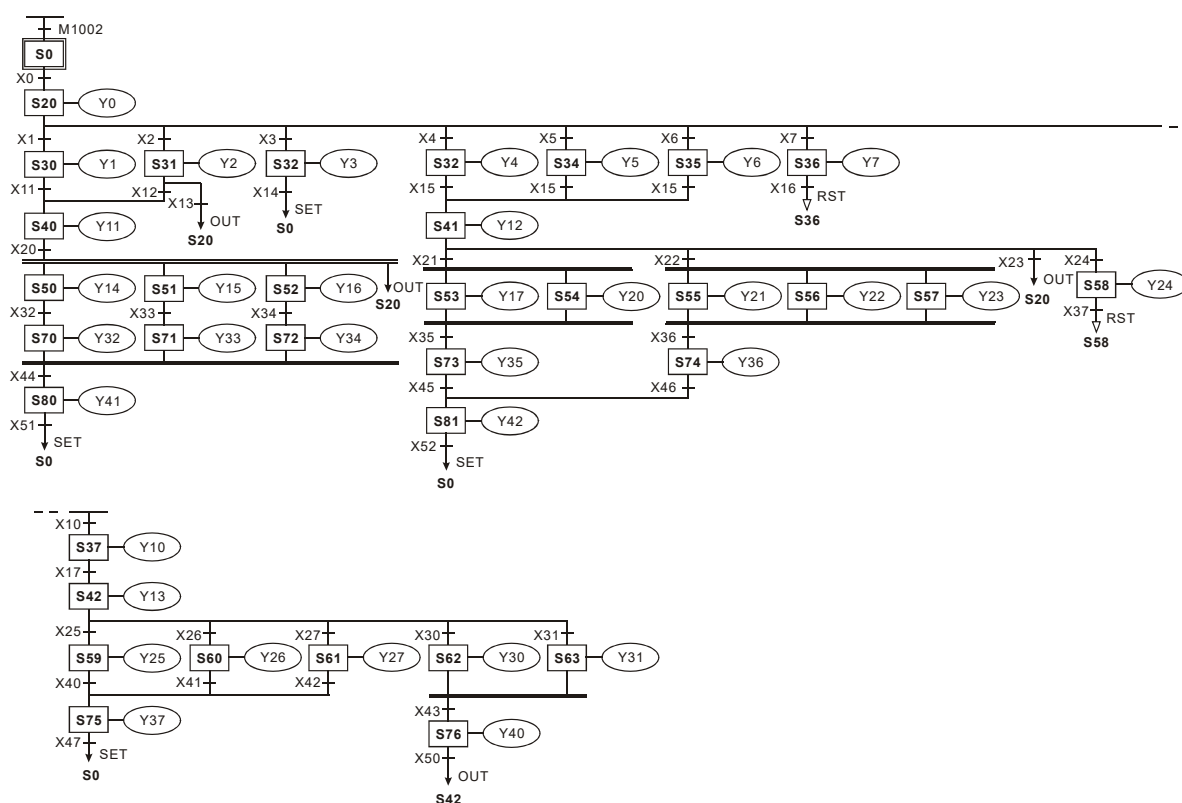 M1002
S0
X0
S20 Y0
X1 X2 X3 X4 X5 X6 X7
S30 Y1 S31 Y2 S32 Y3 S32 Y4 S34 Y5 S35 Y6 S36 Y7
X11 X12 X13 X14 X15 X15 X15 X16
OUT SET RST
S40 Y11 S20 S0 S41 Y12 S36
X20 X21 X22 X23 X24
OUT OUT
S50 Y14 S51 Y15 S52 Y16 S20 S53 Y17 S54 Y20 S55 Y21 S56 Y22 S57 Y23 S20 S58 Y24
X32 X33 X34 X37
RST
S70 Y32 S71 Y33 S72 Y34 X35 X36 S58
S73 Y35 S74 Y36
X44 X45 X46
S80 Y41 S81 Y42
X51 SET X52 SET
S0 S0
X10
S37 Y10
X17
S42 Y13
X25 X26 X27 X30 X31
S59 Y25 S60 Y26 S61 Y27 S62 Y30 S63 Y31
X40 X41 X42 X43
S75 Y37 S76 Y40
X47 SET X50 OUT
S0 S42